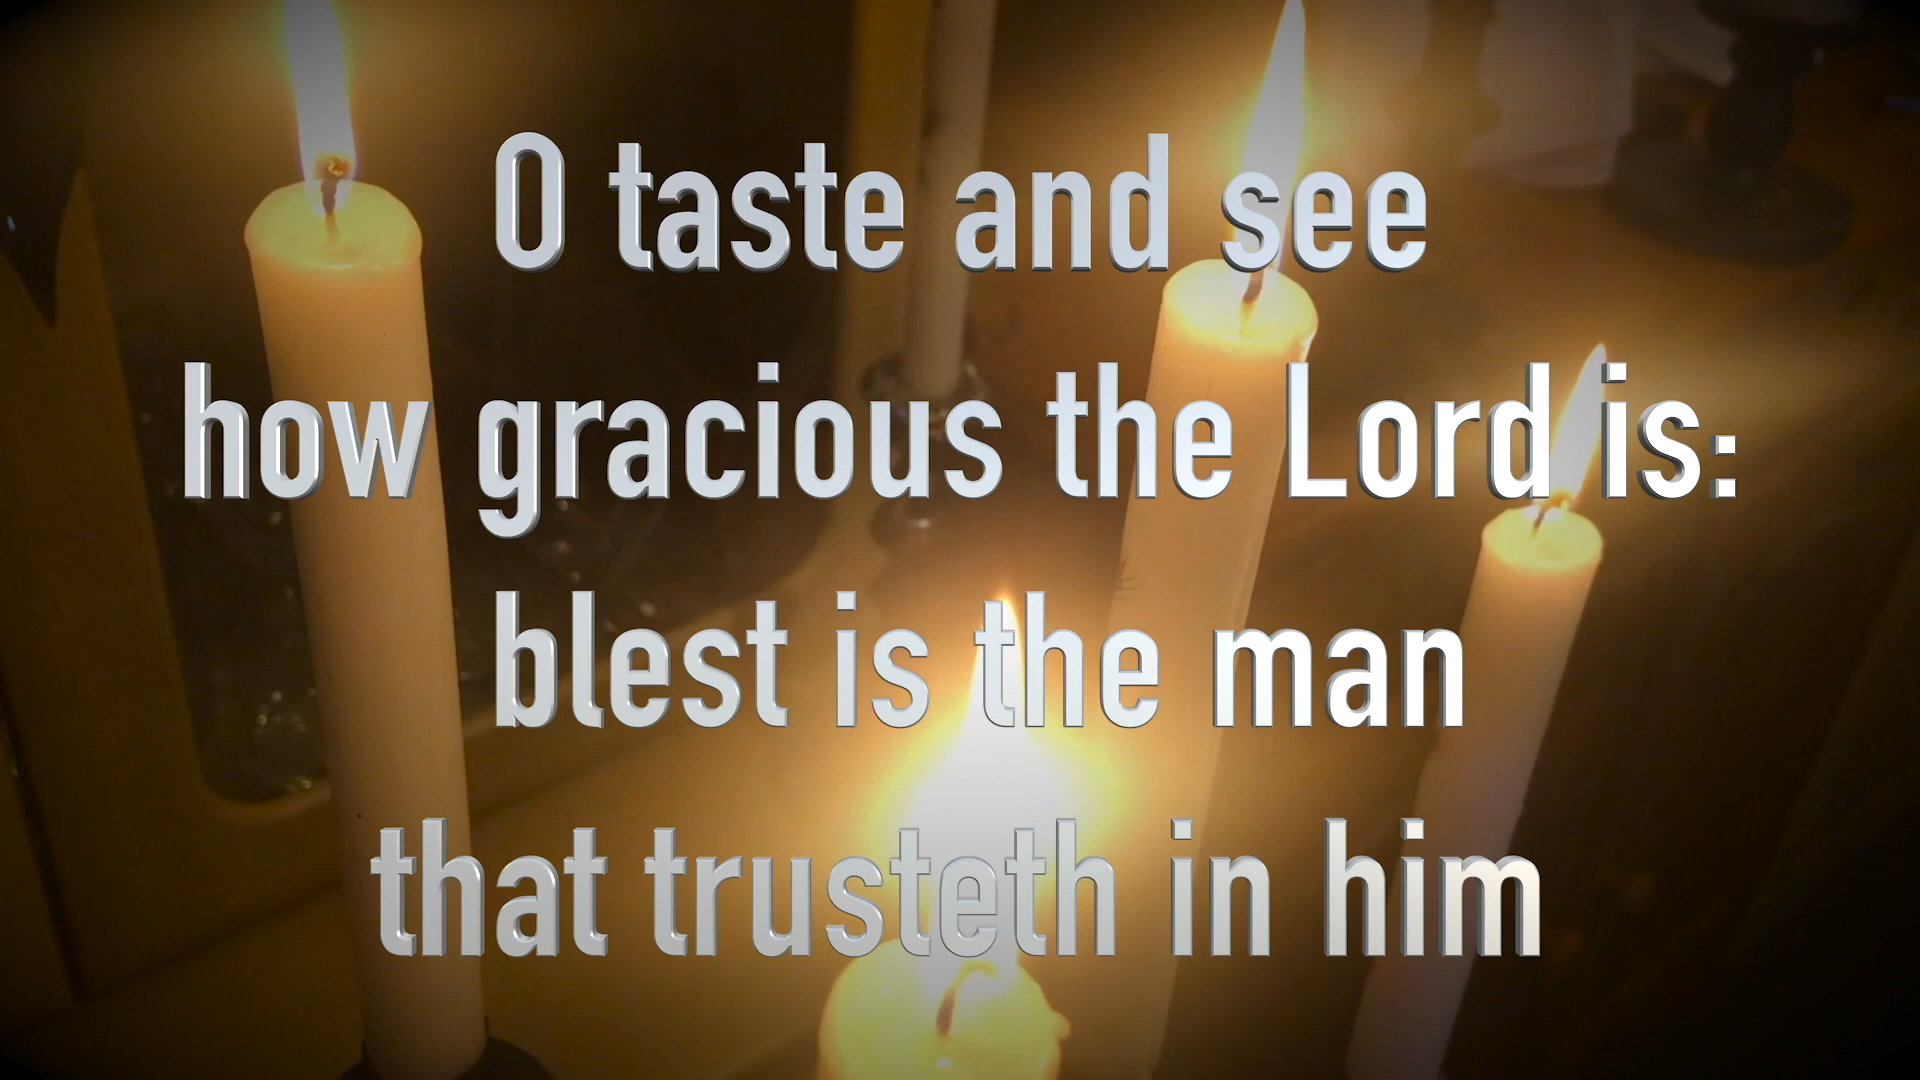 O taste and see
how gracious the Lord is:
blest is the man
that trusteth in him